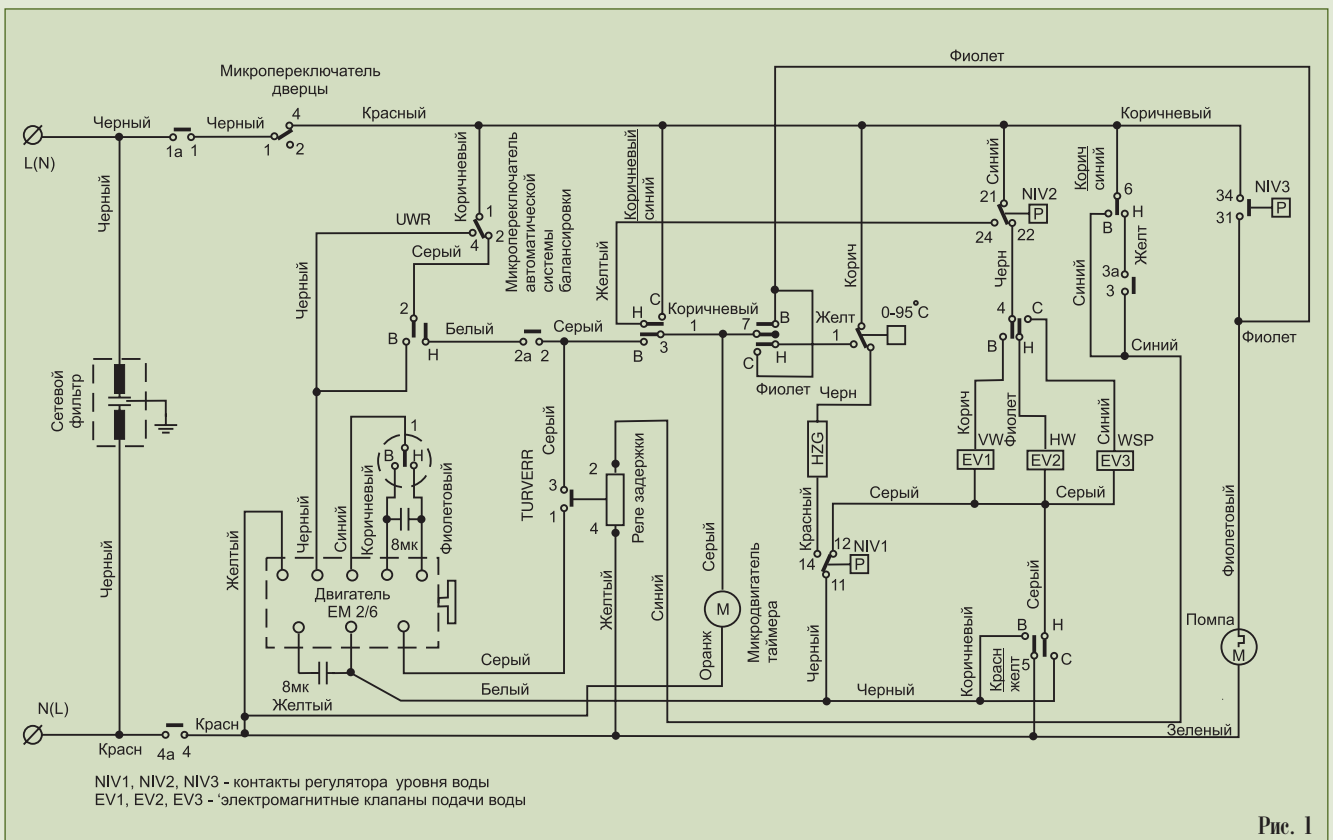 Фиолет
Микропереключатель
дверцы
Черный
Черный
4
Красный
Коричневый
L(N)
1а 1
1
2
Черный
Коричневый
UWR
1
4
2
Серый
Микропереключатель
автоматической
системы
балансировки
Коричневый
синий
Синий
21
NIV2
P
24
22
Корич
синий
6
В
Н
34
31
NIV3
P
Черный
2
В
Н
Белый
2а 2
Серый
Желтый
Н
С
В
3
Коричневый
1
7
В
Н
С
Фиолет
Корич
Желт
1
0-95°С
Черн
Черн
4
С
В
Н
Синий
Желт
3а
3
Синий
Фиолет
Сетевой
фильтр
1
В
Н
Синий
Коричневый
8мк
Фиолетовый
Черный
Желтый
Серый
TURVERR
3
1
2
4
Реле задержки
Желтый
Синий
Серый
M
Микродвигатель
таймера
Оранж
HZG
Красный
14
12
NIV1
P
11
Черный
Корич
VW
EV1
Фиолет
HW
EV2
Синий
WSP
EV3
Серый
Серый
Серый
Фиолетовый
Помпа
M
Двигатель
ЕМ 2/6
8мк
Желтый
Серый
Белый
Черный
Коричневый
Красн
желт
В
Н
5
С
Черный
N(L)
Красн
4а 4
Красн
Зеленый
NIV1, NIV2, NIV3 - контакты регулятора уровня воды
EV1, EV2, EV3 - 'электромагнитные клапаны подачи воды
Рис. 1